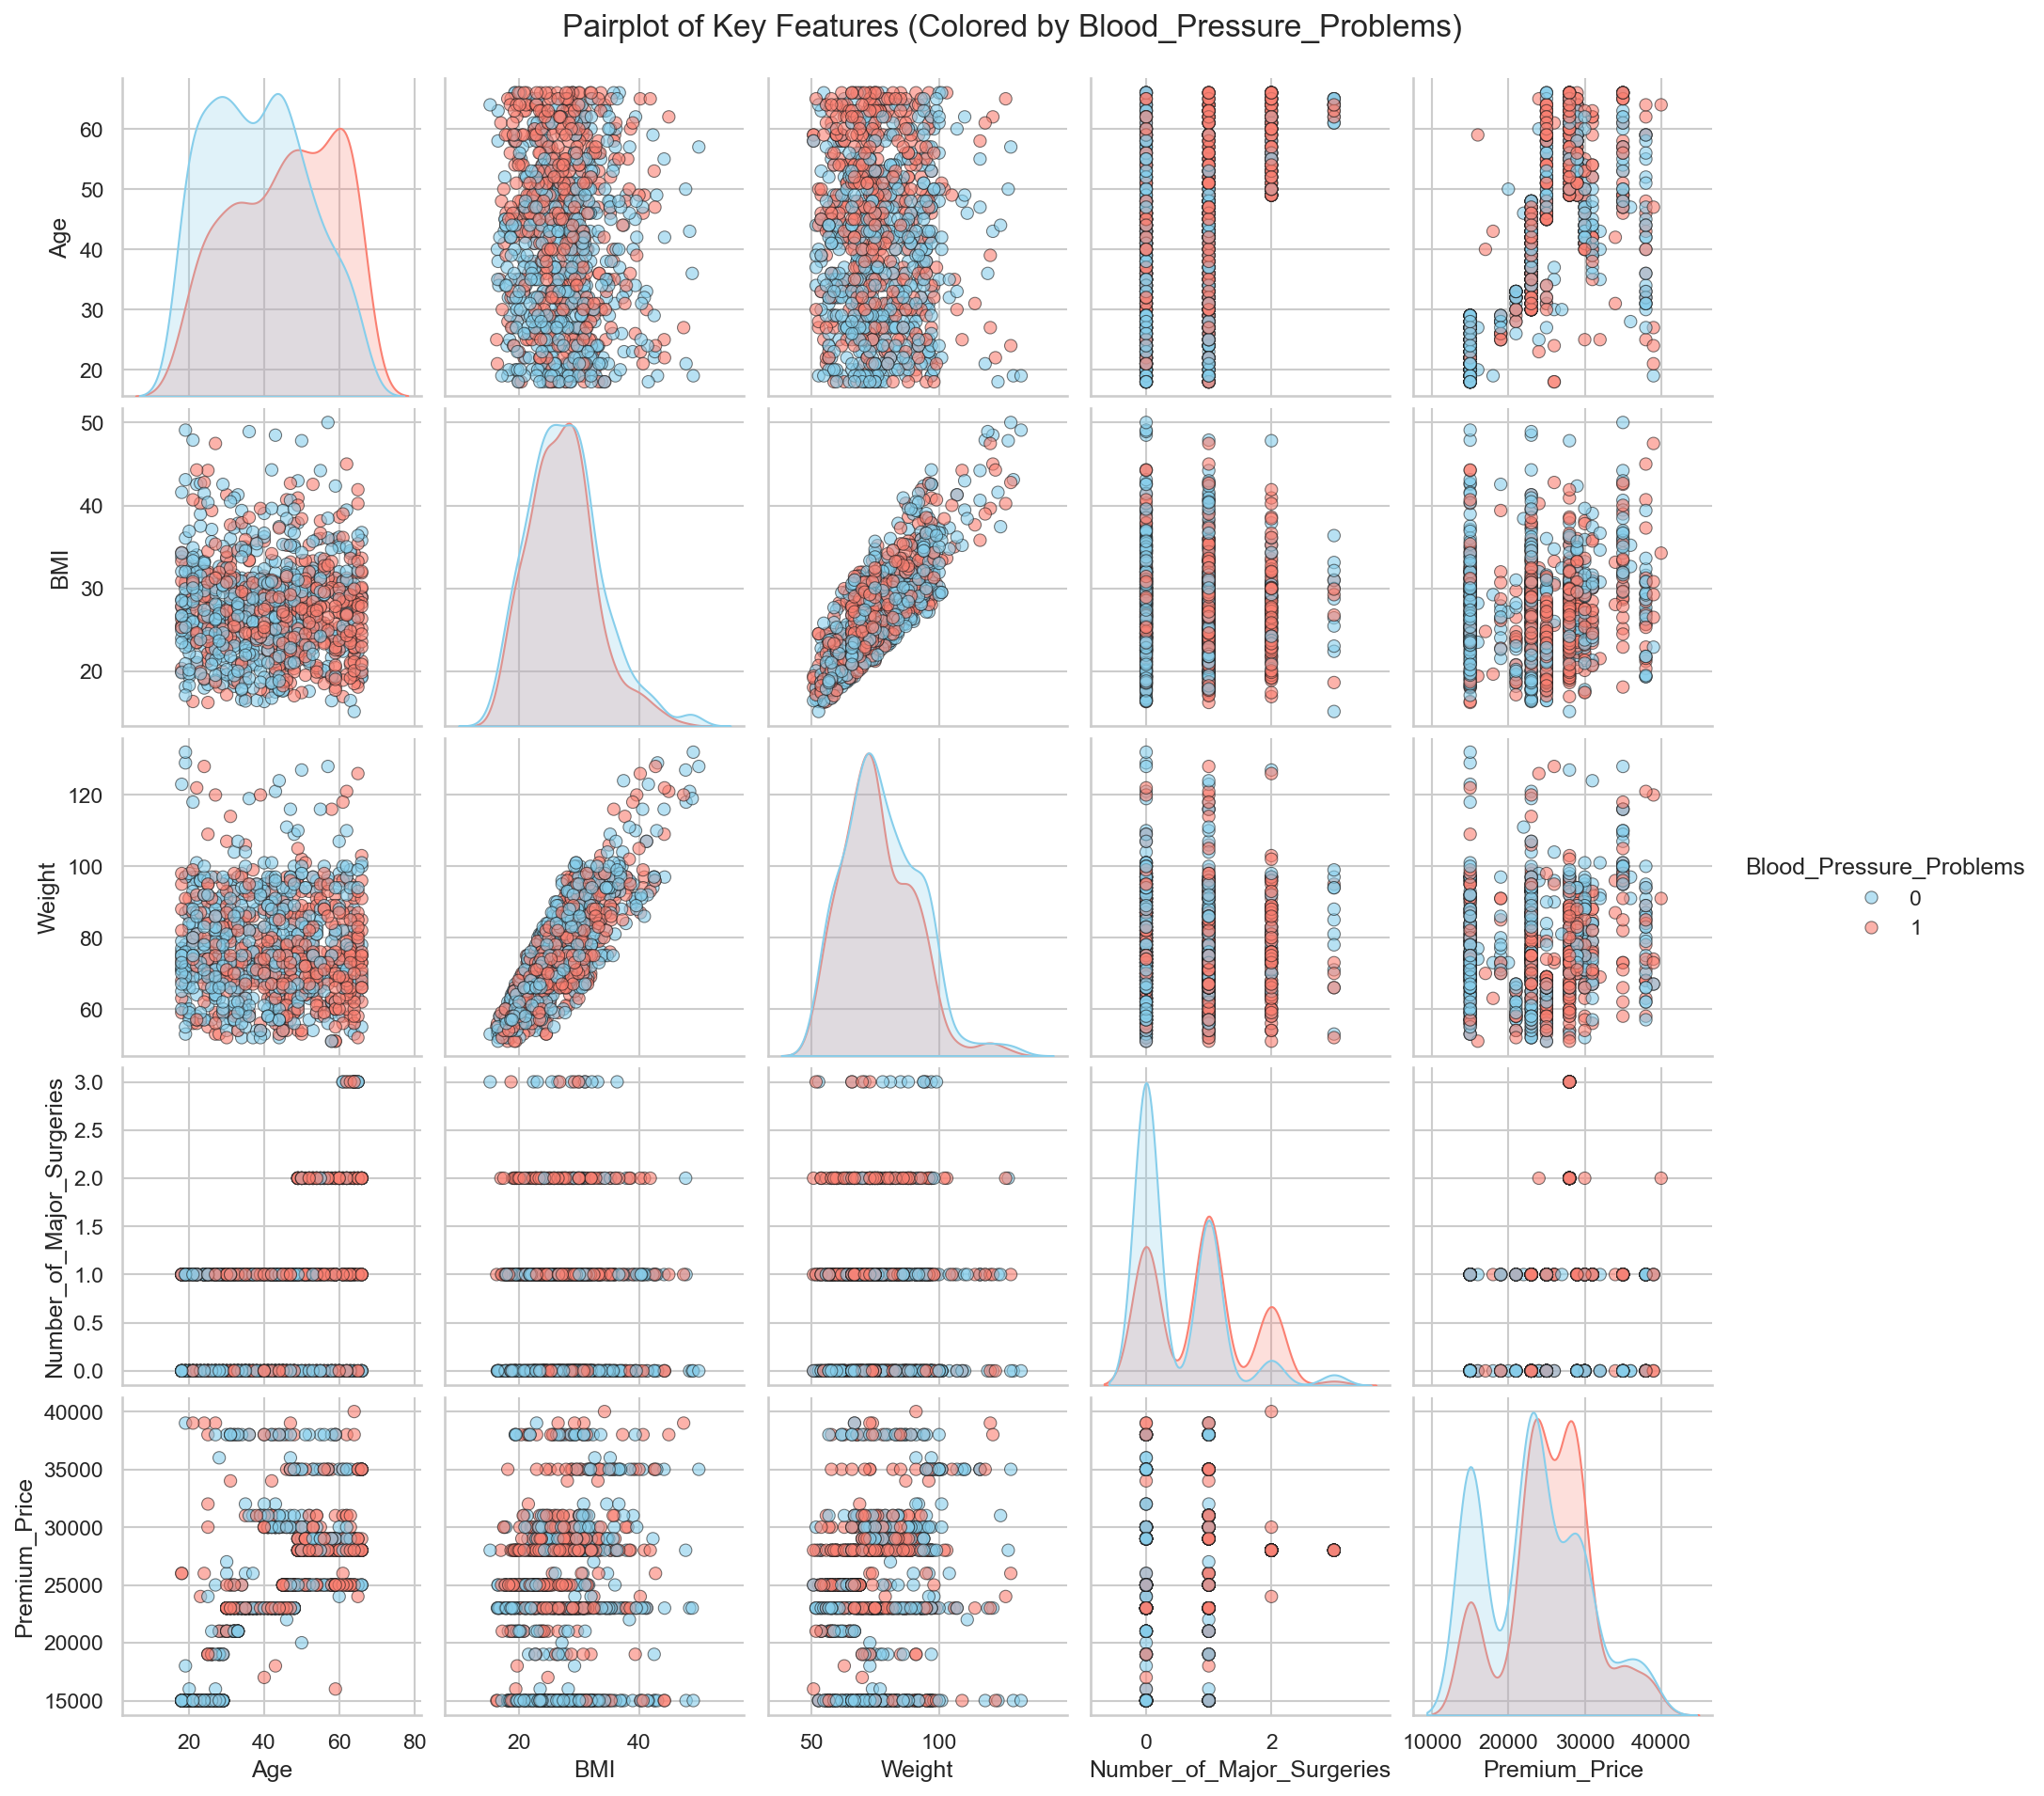 Pairplot of Key Features (Colored by Blood_Pressure_Problems)
Age
60
50
40
30
20
BMI
50
40
30
20
Weight
120
100
80
60
Blood_Pressure_Problems
0
1
Number_of_Major_Surgeries
3.0
2.5
2.0
1.5
1.0
0.5
0.0
Premium_Price
40000
35000
30000
25000
20000
15000
20 40 60 80
20 40
50 100
0 2
10000 20000 30000 40000
Age
BMI
Weight
Number_of_Major_Surgeries
Premium_Price